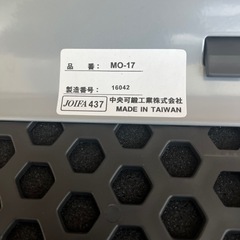 品　番： MO-17
製造番号： 16042
JOIFA 437 中央可鍛工業株式会社
MADE IN TAIWAN